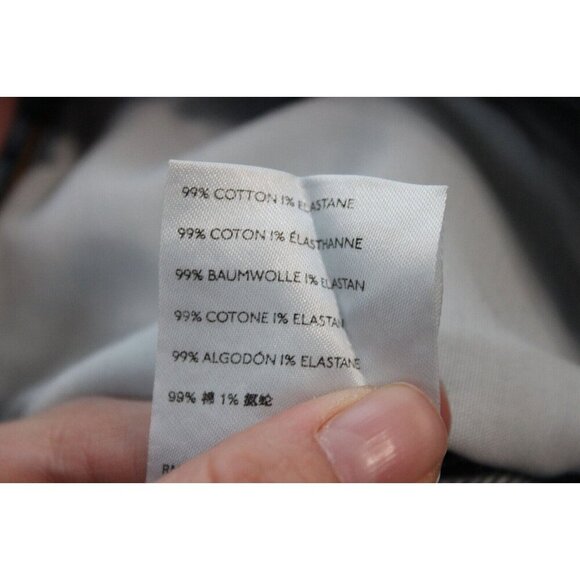 99% COTTON 1% ELASTANE
99% COTON 1% ÉLASTHANNE
99% BAUMWOLLE 1% ELASTAN
99% COTONE 1% ELASTAN
99% ALGODÓN 1% ELASTANE
99% 棉 1%